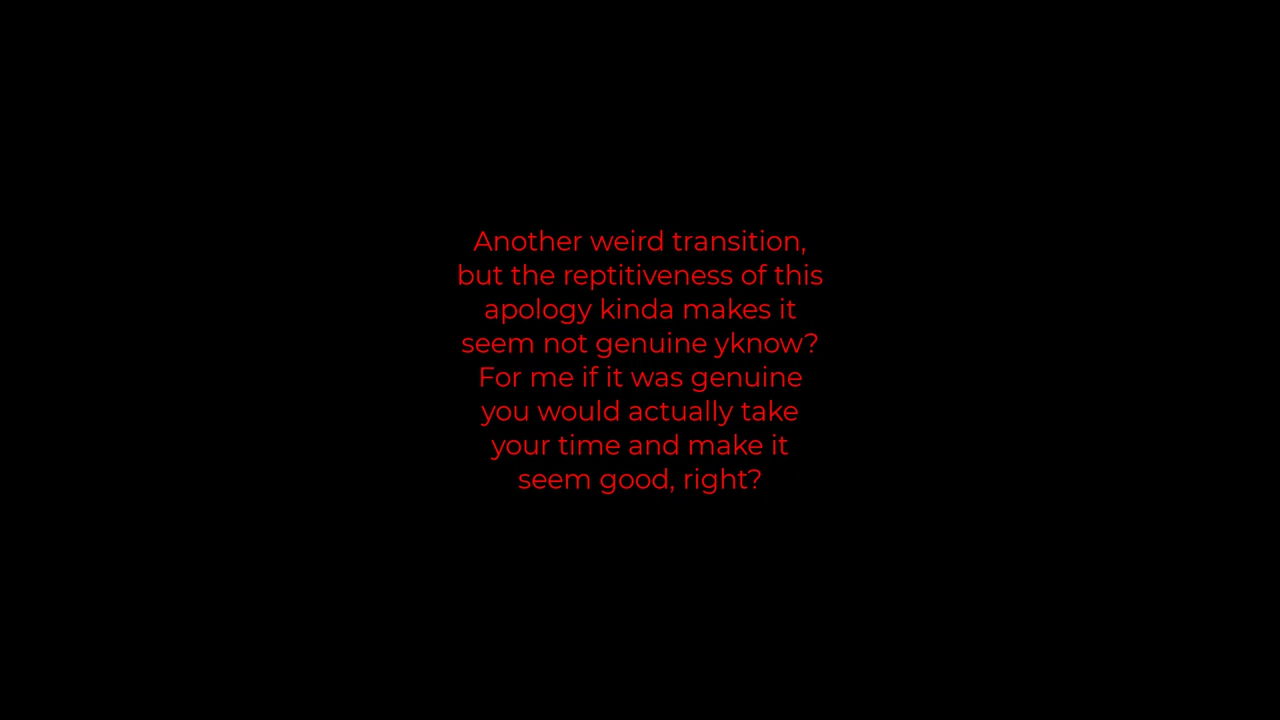 Another weird transition,
but the reptitiveness of this
apology kinda makes it
seem not genuine yknow?
For me if it was genuine
you would actually take
your time and make it
seem good, right?